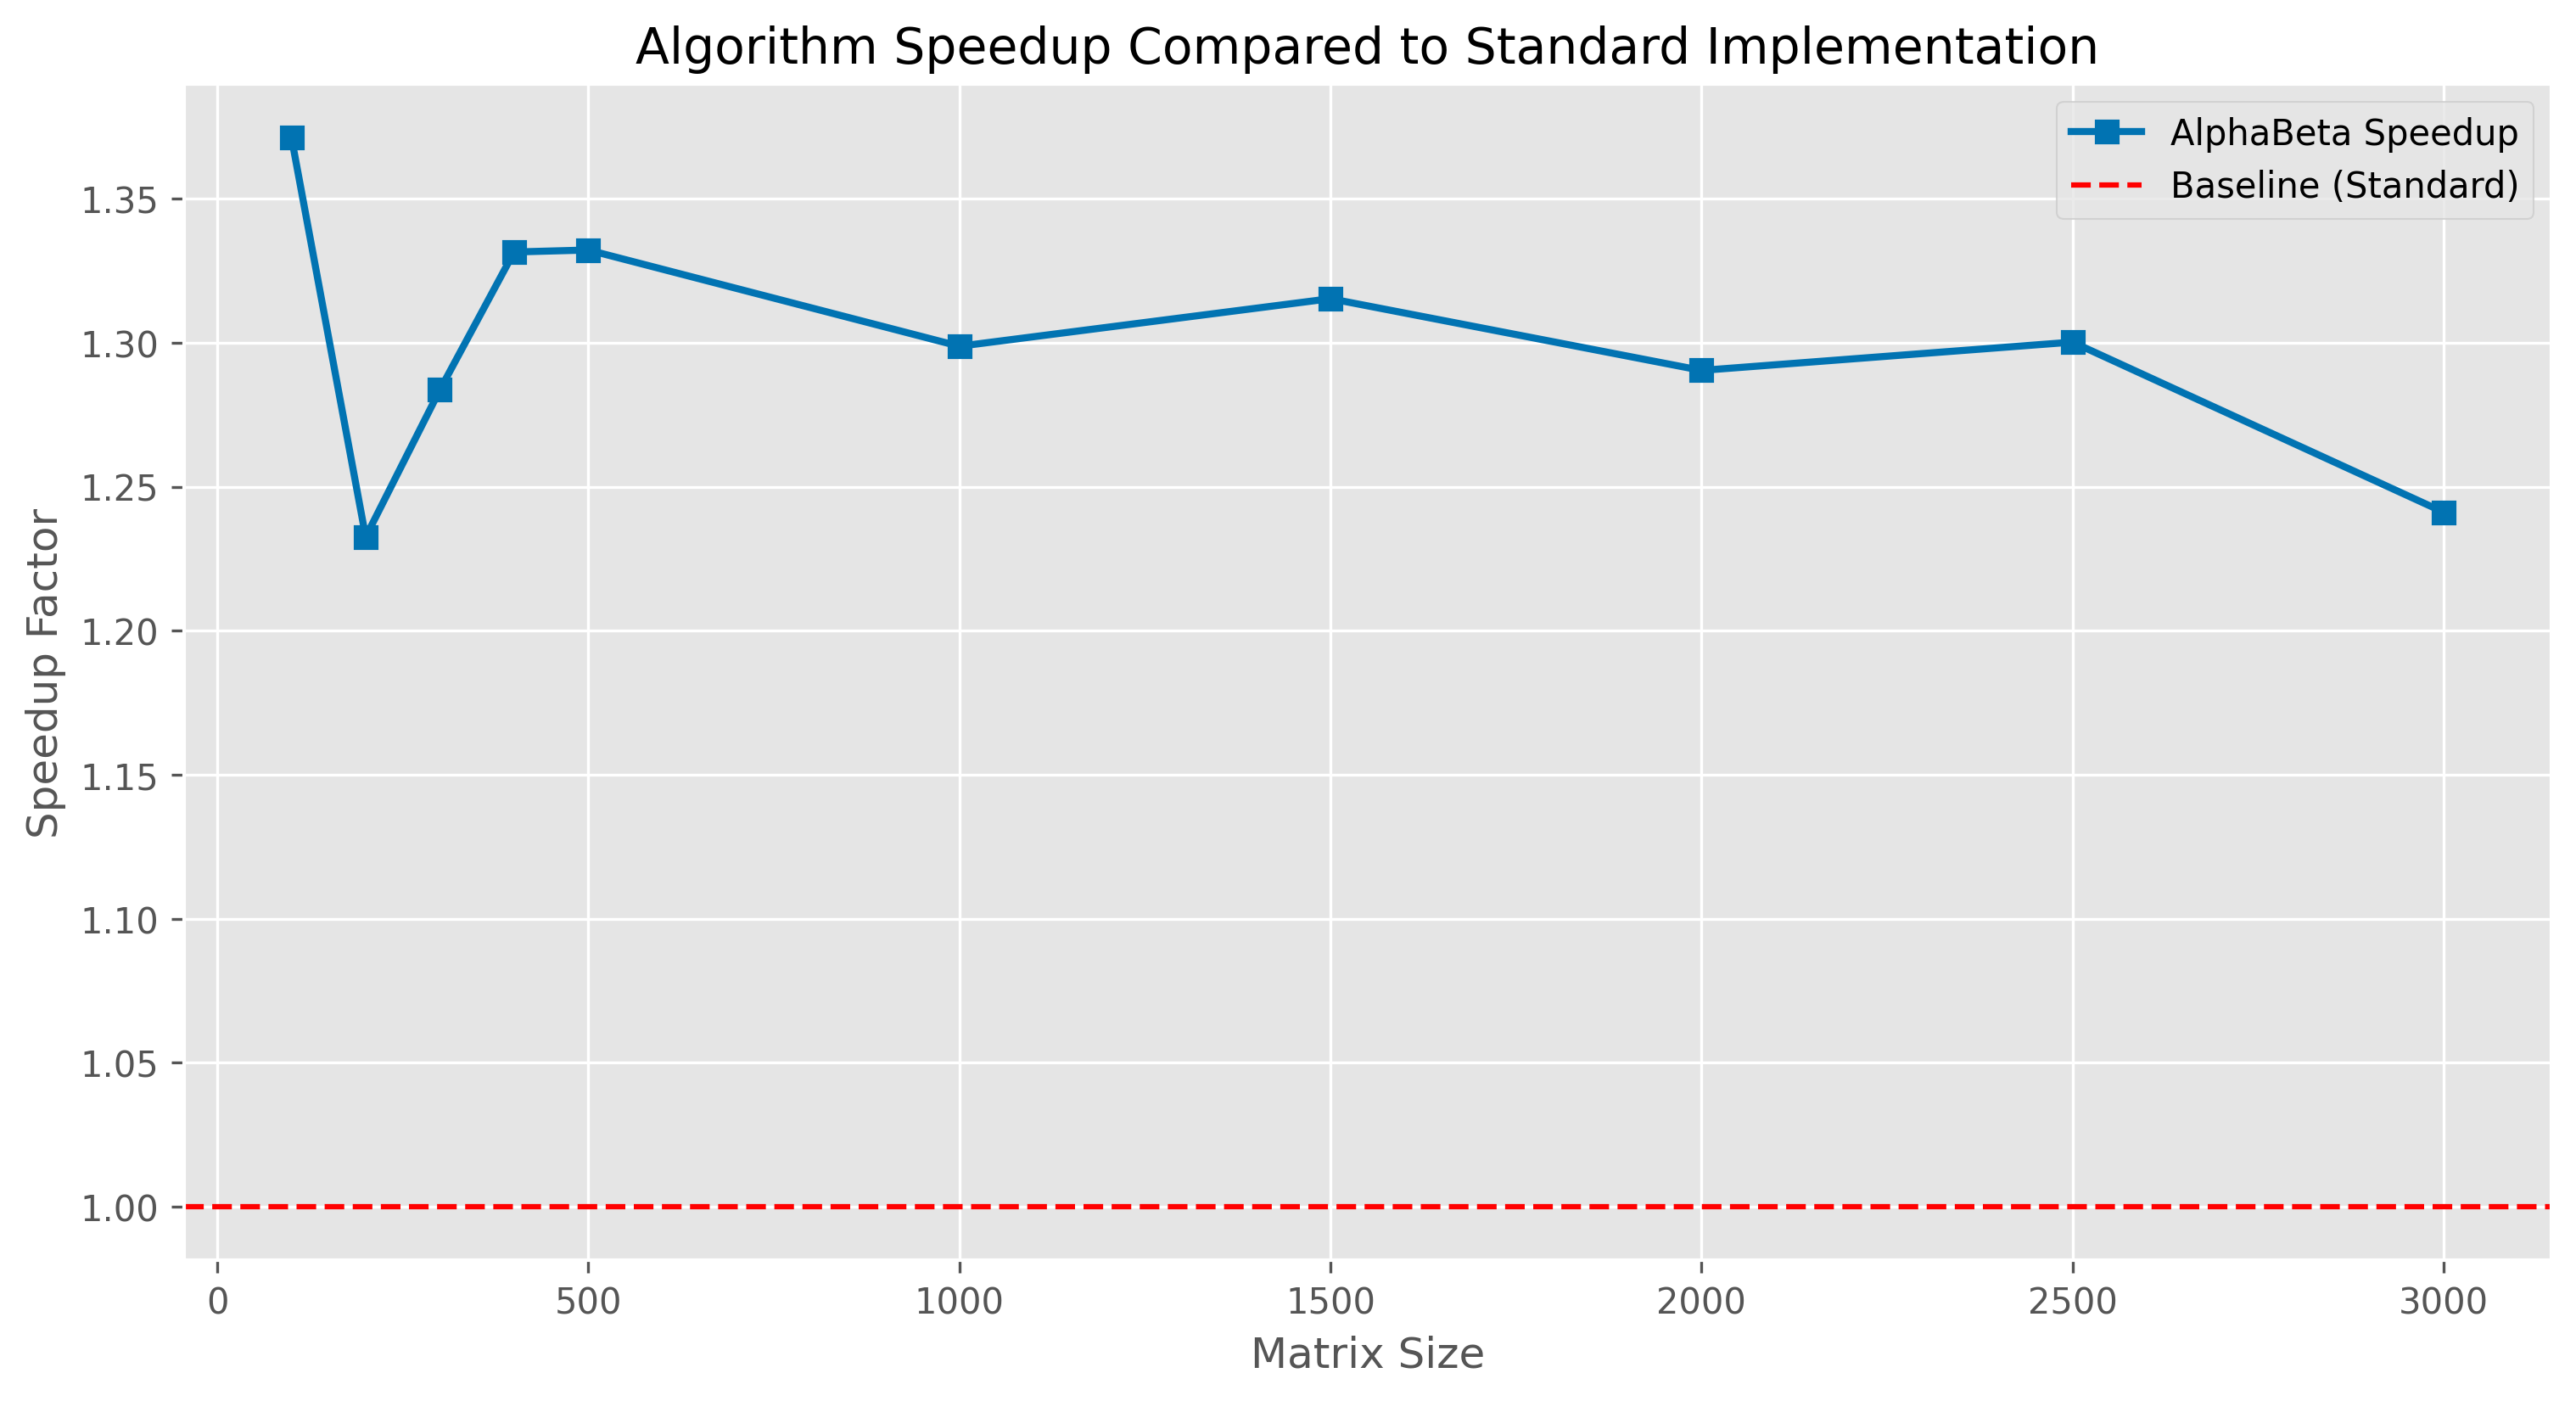 Algorithm Speedup Compared to Standard Implementation
AlphaBeta Speedup
Baseline (Standard)
Speedup Factor
1.35
1.30
1.25
1.20
1.15
1.10
1.05
1.00
0 500 1000 1500 2000 2500 3000
Matrix Size